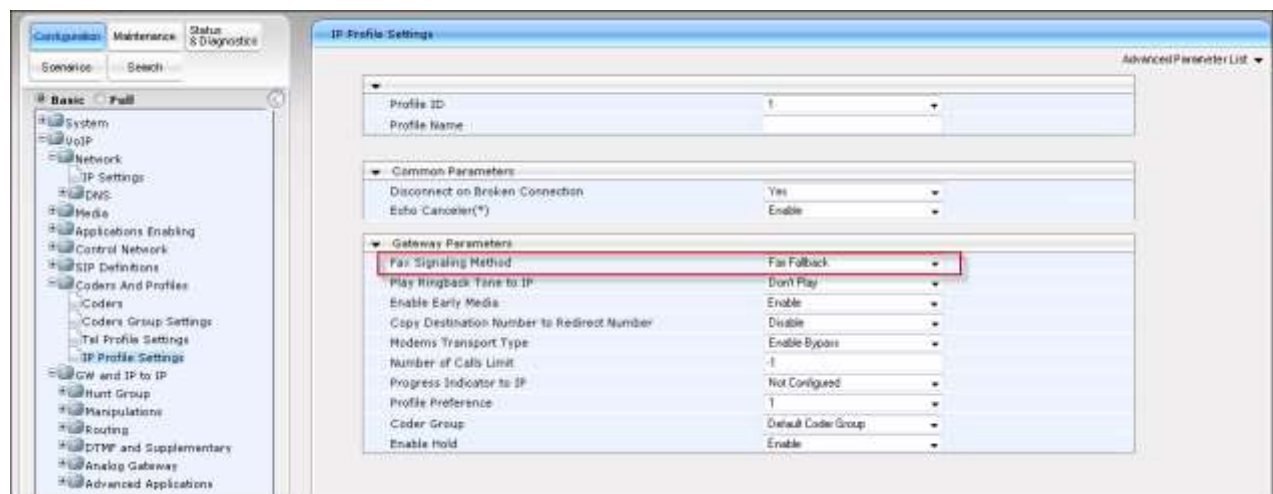 Configuration Maintenance Status & Diagnostics
Scenarios Search
Basic Full
System
VoIP
Network
IP Settings
DNS
Media
Applications Enabling
Control Network
SIP Definitions
Coders And Profiles
Coders
Coders Group Settings
Tel Profile Settings
IP Profile Settings
GW and IP to IP
Hunt Group
Manipulations
Routing
DTMF and Supplementary
Analog Gateway
Advanced Applications
IP Profile Settings
Advanced Parameter List
Profile ID 1
Profile Name
Common Parameters
Disconnect on Broken Connection Yes
Echo Canceler(*) Enable
Gateway Parameters
Fax Signaling Method Fax Fallback
Play Ringback Tone to IP Don't Play
Enable Early Media Enable
Copy Destination Number to Redirect Number Disable
Modems Transport Type Enable Bypass
Number of Calls Limit -1
Progress Indicator to IP Not Configured
Profile Preference 1
Coder Group Default Coder Group
Enable Hold Enable